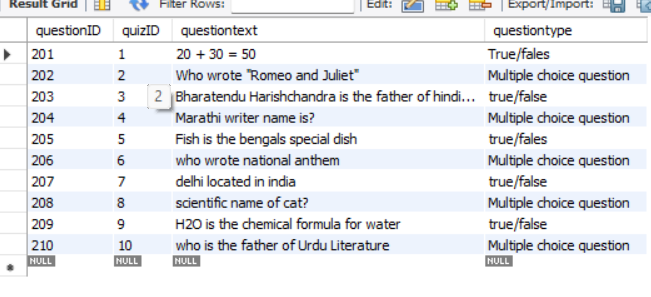 Result Grid Filter Rows: Edit: Export/Import:
questionID quizID questiontext questiontype
201 1 20 + 30 = 50 True/fales
202 2 Who wrote "Romeo and Juliet" Multiple choice question
203 3 2 Bharatendu Harishchandra is the father of hindi... true/false
204 4 Marathi writer name is? Multiple choice question
205 5 Fish is the bengals special dish true/fales
206 6 who wrote national anthem Multiple choice question
207 7 delhi located in india true/false
208 8 scientific name of cat? Multiple choice question
209 9 H2O is the chemical formula for water true/false
210 10 who is the father of Urdu Literature Multiple choice question
NULL NULL NULL NULL